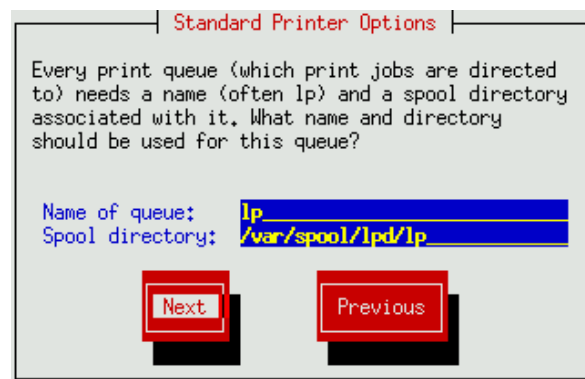 Standard Printer Options
Every print queue (which print jobs are directed
to) needs a name (often lp) and a spool directory
associated with it. What name and directory
should be used for this queue?
Name of queue: lp
Spool directory: /var/spool/lpd/lp
Next Previous